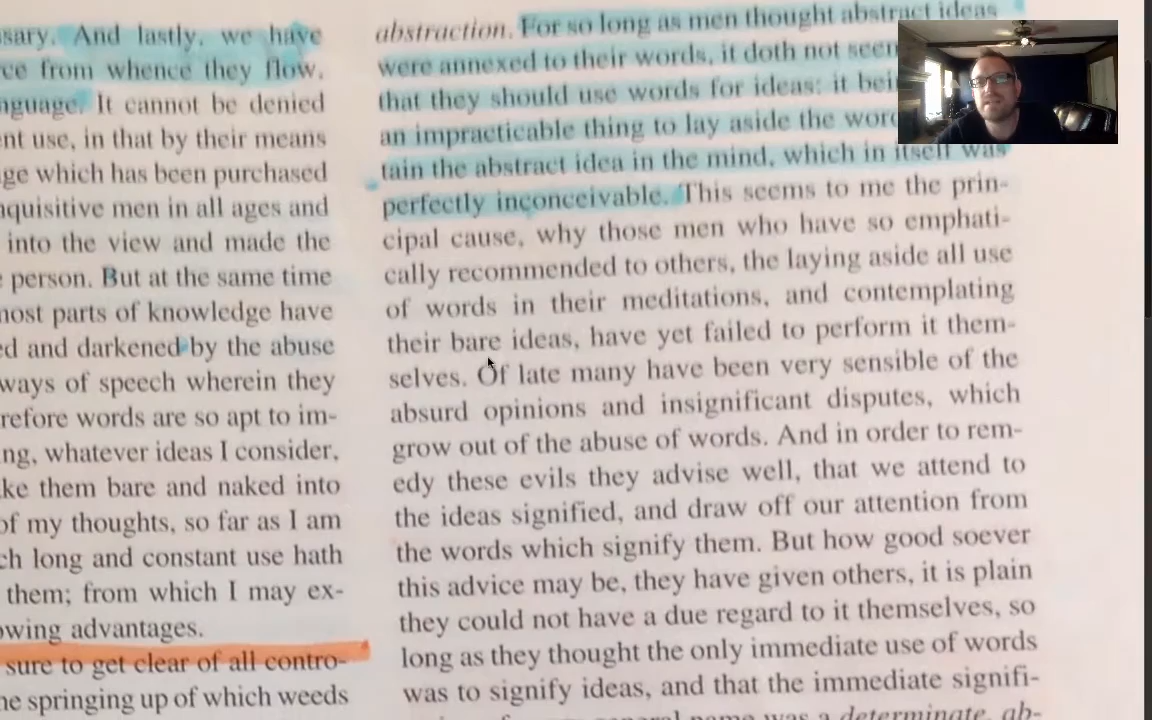 sary. And lastly, we have
ce from whence they flow,
nguage. It cannot be denied
ent use, in that by their means
ge which has been purchased
nquisitive men in all ages and
into the view and made the
person. But at the same time
most parts of knowledge have
ed and darkened by the abuse
ways of speech wherein they
refore words are so apt to im-
ng, whatever ideas I consider,
ke them bare and naked into
of my thoughts, so far as I am
ch long and constant use hath
them; from which I may ex-
owing advantages.
sure to get clear of all contro-
he springing up of which weeds
abstraction. For so long as men thought abstract ideas
were annexed to their words, it doth not seem
that they should use words for ideas: it bei
an impracticable thing to lay aside the wor
tain the abstract idea in the mind, which in itself was
perfectly inconceivable. This seems to me the prin-
cipal cause, why those men who have so emphati-
cally recommended to others, the laying aside all use
of words in their meditations, and contemplating
their bare ideas, have yet failed to perform it them-
selves. Of late many have been very sensible of the
absurd opinions and insignificant disputes, which
grow out of the abuse of words. And in order to rem-
edy these evils they advise well, that we attend to
the ideas signified, and draw off our attention from
the words which signify them. But how good soever
this advice may be, they have given others, it is plain
they could not have a due regard to it themselves, so
long as they thought the only immediate use of words
was to signify ideas, and that the immediate signifi-
general name was a determinate, ab-